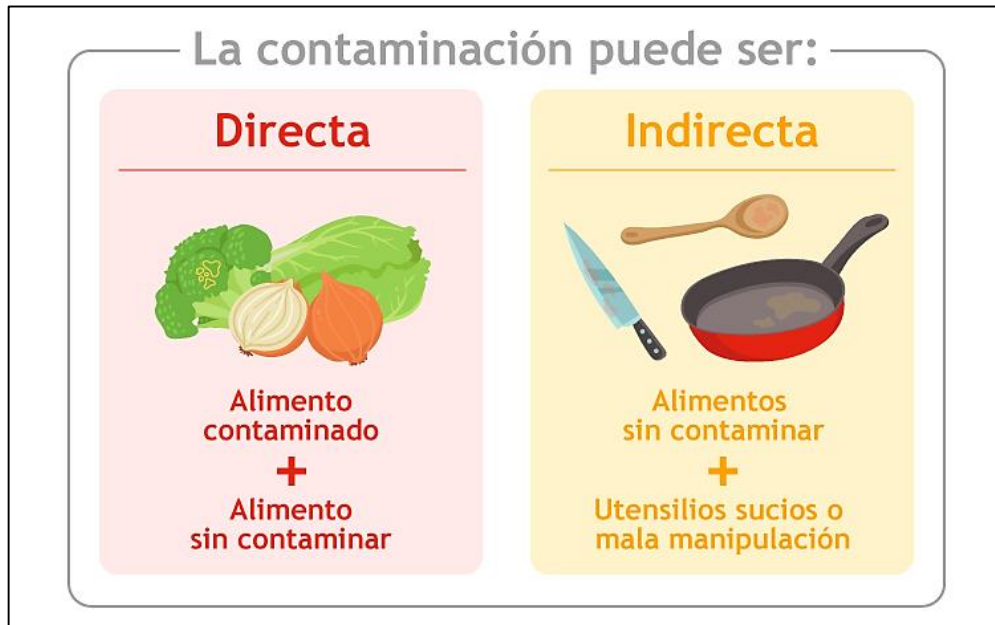 La contaminación puede ser:
Directa
Alimento
contaminado
+
Alimento
sin contaminar
Indirecta
Alimentos
sin contaminar
+
Utensilios sucios o
mala manipulación